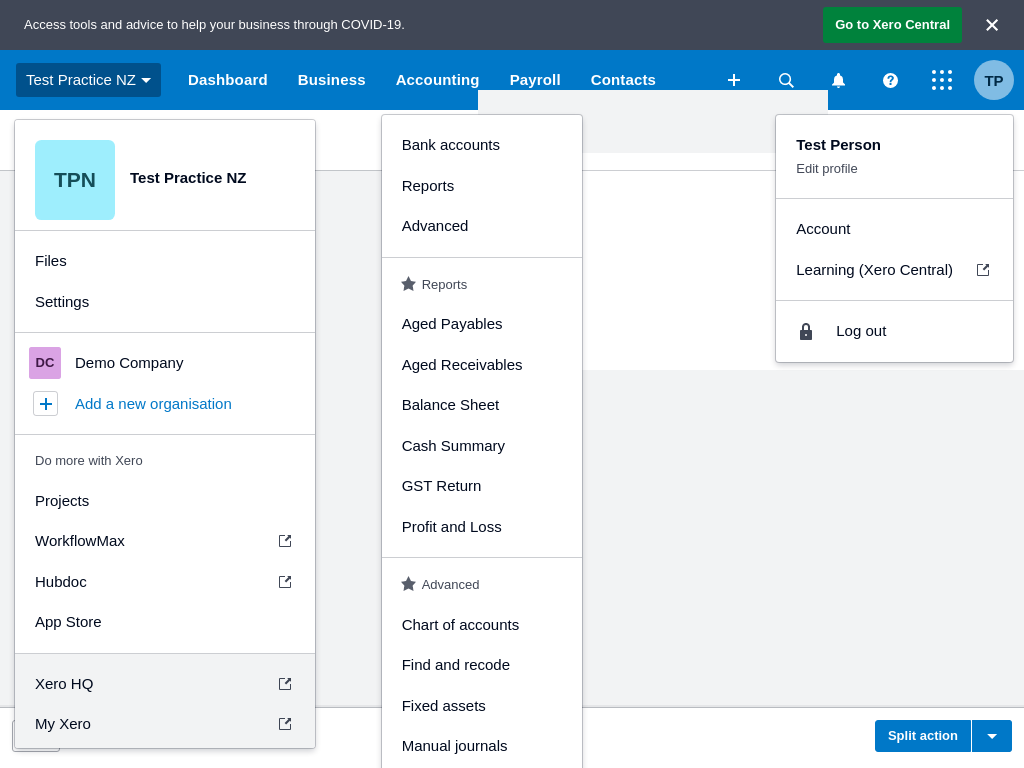 Access tools and advice to help your business through COVID-19.
Go to Xero Central
Test Practice NZ
Dashboard
Business
Accounting
Payroll
Contacts
TP
TPN
Test Practice NZ
Files
Settings
DC
Demo Company
Add a new organisation
Do more with Xero
Projects
WorkflowMax
Hubdoc
App Store
Xero HQ
My Xero
Bank accounts
Reports
Advanced
Reports
Aged Payables
Aged Receivables
Balance Sheet
Cash Summary
GST Return
Profit and Loss
Advanced
Chart of accounts
Find and recode
Fixed assets
Manual journals
Test Person
Edit profile
Account
Learning (Xero Central)
Log out
Split action